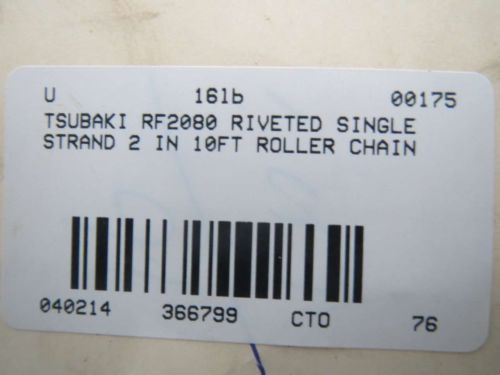 U 16lb 00175
TSUBAKI RF2080 RIVETED SINGLE
STRAND 2 IN 10FT ROLLER CHAIN
040214 366799 CTO 76